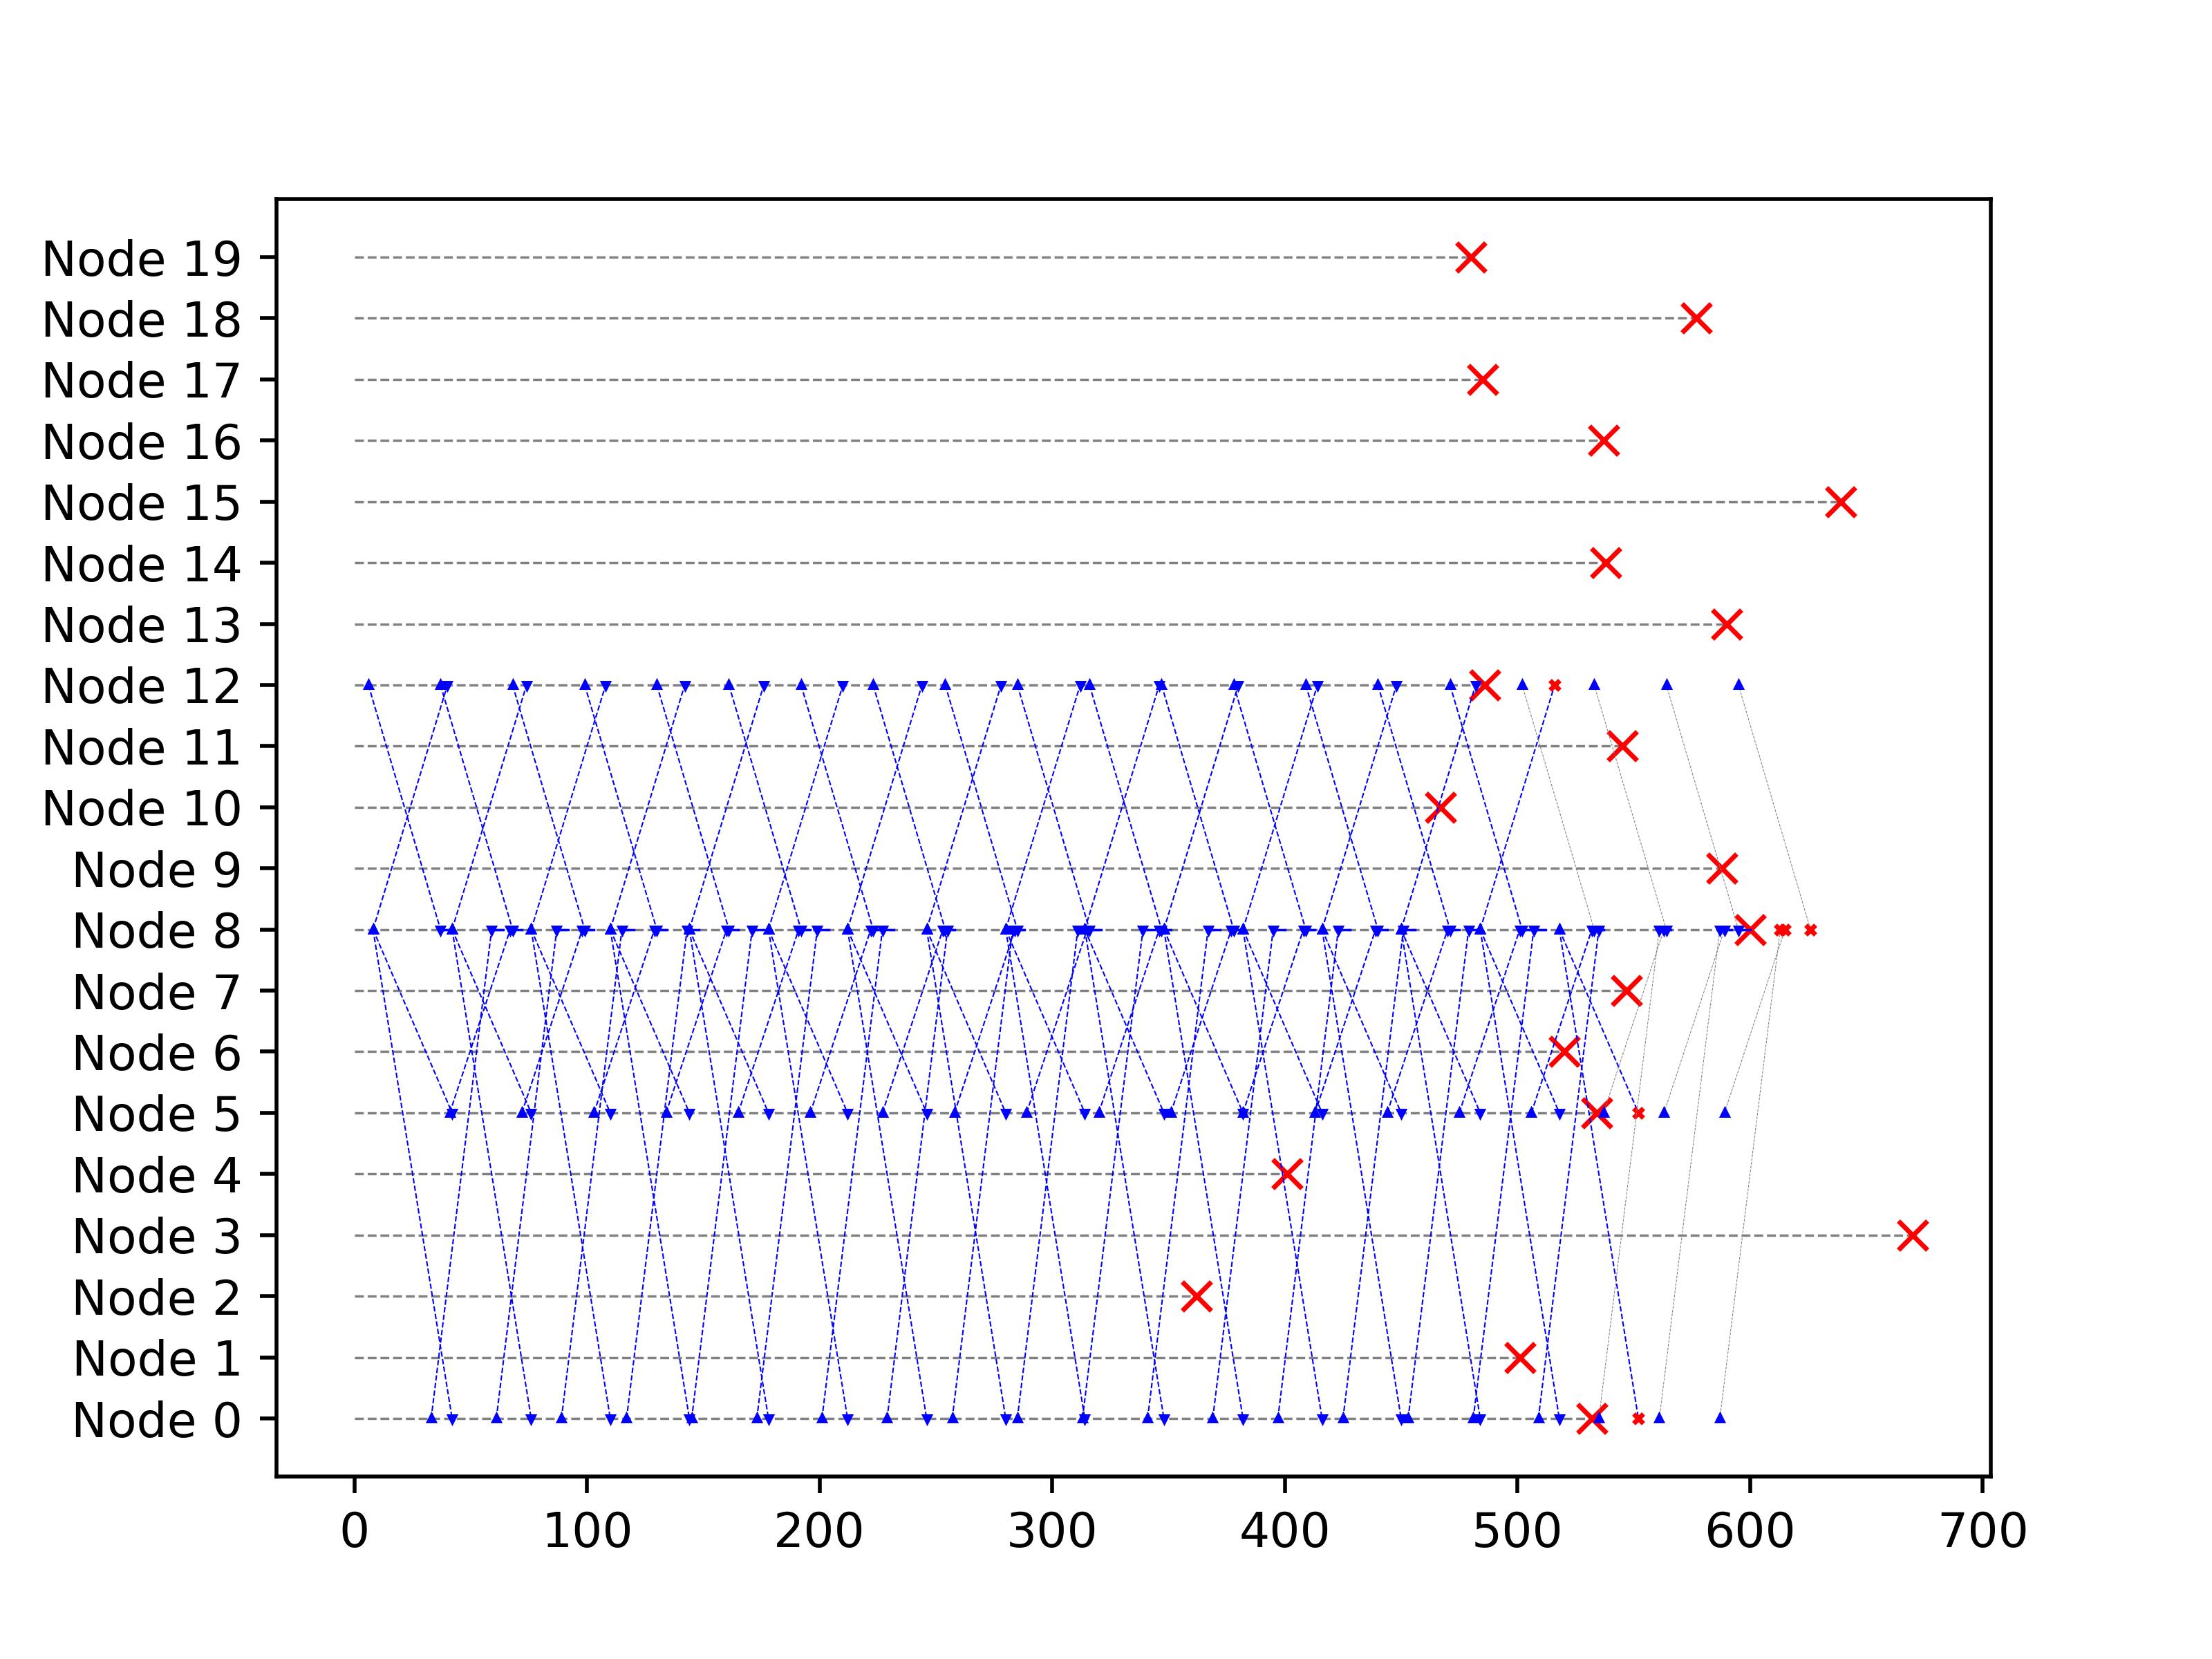 Node 19
Node 18
Node 17
Node 16
Node 15
Node 14
Node 13
Node 12
Node 11
Node 10
Node 9
Node 8
Node 7
Node 6
Node 5
Node 4
Node 3
Node 2
Node 1
Node 0
0 100 200 300 400 500 600 700